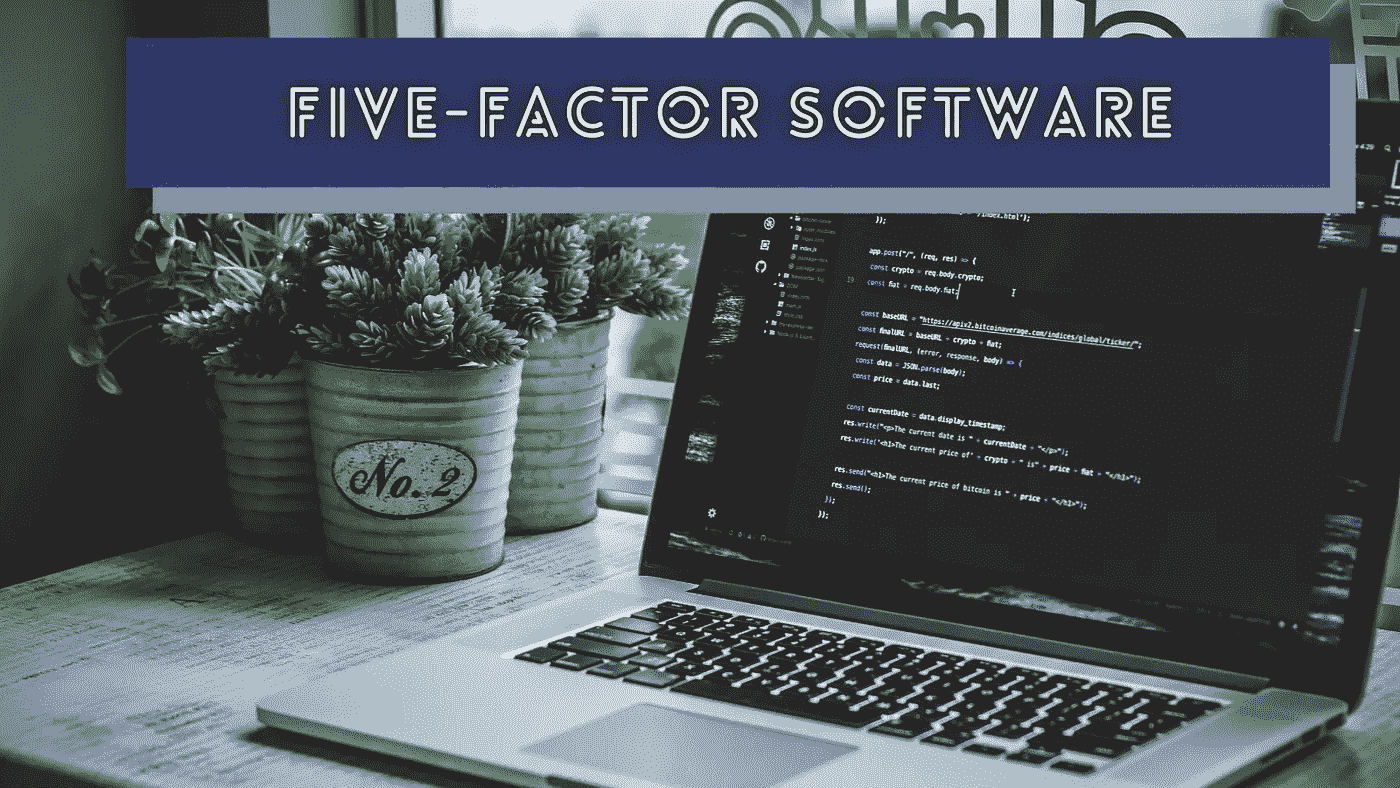 FIVE-FACTOR SOFTWARE
No. 2
/index.html");
});
app.post("/", (req, res) => {
const crypto = req.body.crypto;
19 const fiat = req.body.fiat;
const baseURL = "https://apiv2.bitcoinaverage.com/indices/global/ticker/";
const finalURL = baseURL + crypto + fiat;
request(finalURL, (error, response, body) => {
const data = JSON.parse(body);
const price = data.last;
const currentDate = data.display_timestamp;
res.write("<p>The current date is " + currentDate + "</p>");
res.write("<h1>The current price of" + crypto + " is" + price + fiat + "</h1>");
res.send("<h1>The current price of bitcoin is " + price + "</h1>");
res.send();
});
});